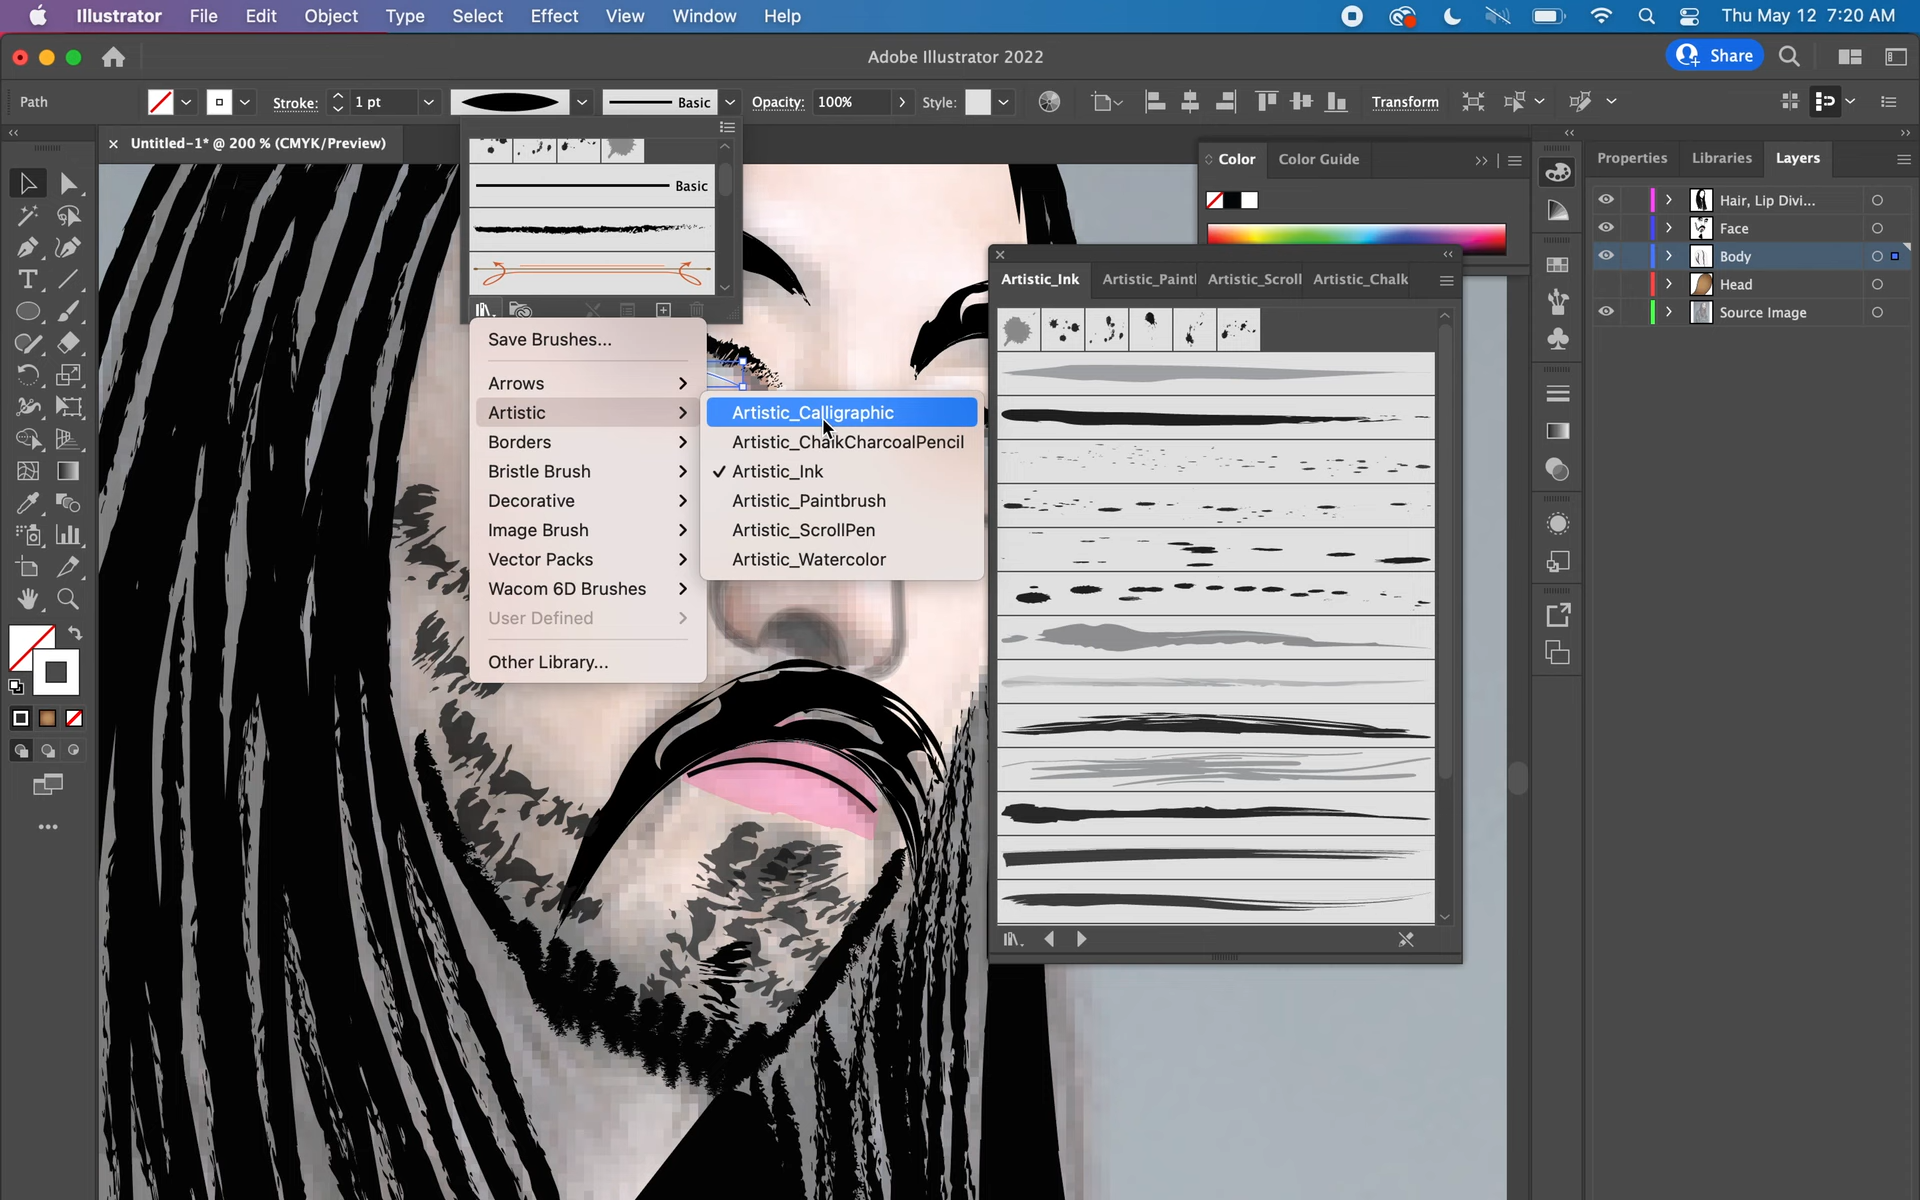 Illustrator File Edit Object Type Select Effect View Window Help Thu May 12 7:20 AM
Adobe Illustrator 2022
Share
Path Stroke: 1 pt Basic Opacity: 100% Style: Transform
× Untitled-1* @ 200 % (CMYK/Preview)
Color Color Guide
Properties Libraries Layers
Basic
Hair, Lip Divi...
Face
Body
Head
Source Image
Artistic_Ink Artistic_Paint Artistic_Scroll Artistic_Chalk
Save Brushes...
Arrows
Artistic
Borders
Bristle Brush
Decorative
Image Brush
Vector Packs
Wacom 6D Brushes
User Defined
Other Library...
Artistic_Calligraphic
Artistic_ChalkCharcoalPencil
Artistic_Ink
Artistic_Paintbrush
Artistic_ScrollPen
Artistic_Watercolor